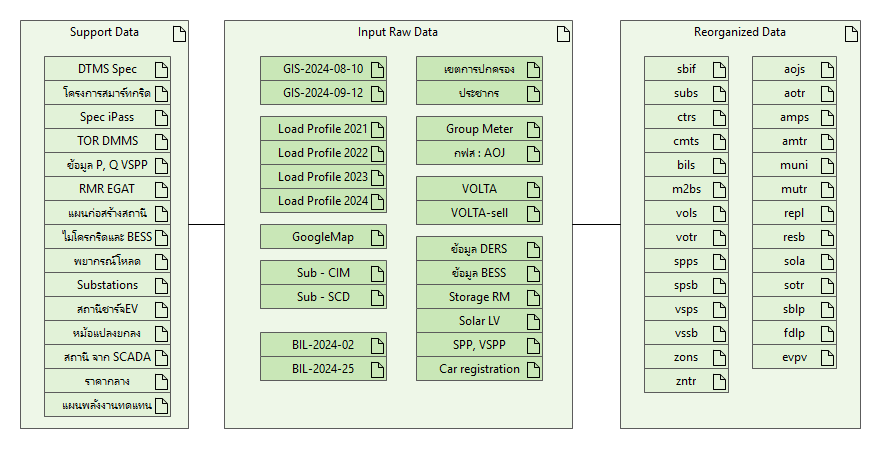 Support Data
DTMS Spec
โครงการสมาร์ทกริด
Spec iPass
TOR DMMS
ข้อมูล P, Q VSPP
RMR EGAT
แผนก่อสร้างสถานี
ไมโครกริดและ BESS
พยากรณ์โหลด
Substations
สถานีชาร์จEV
หม้อแปลงยกลง
สถานี จาก SCADA
ราคากลาง
แผนพลังงานทดแทน
Input Raw Data
GIS-2024-08-10
GIS-2024-09-12
Load Profile 2021
Load Profile 2022
Load Profile 2023
Load Profile 2024
GoogleMap
Sub - CIM
Sub - SCD
BIL-2024-02
BIL-2024-25
เขตการปกครอง
ประชากร
Group Meter
กฟส : AOJ
VOLTA
VOLTA-sell
ข้อมูล DERS
ข้อมูล BESS
Storage RM
Solar LV
SPP, VSPP
Car registration
Reorganized Data
sbif
subs
ctrs
cmts
bils
m2bs
vols
votr
spps
spsb
vsps
vssb
zons
zntr
aojs
aotr
amps
amtr
muni
mutr
repl
resb
sola
sotr
sblp
fdlp
evpv